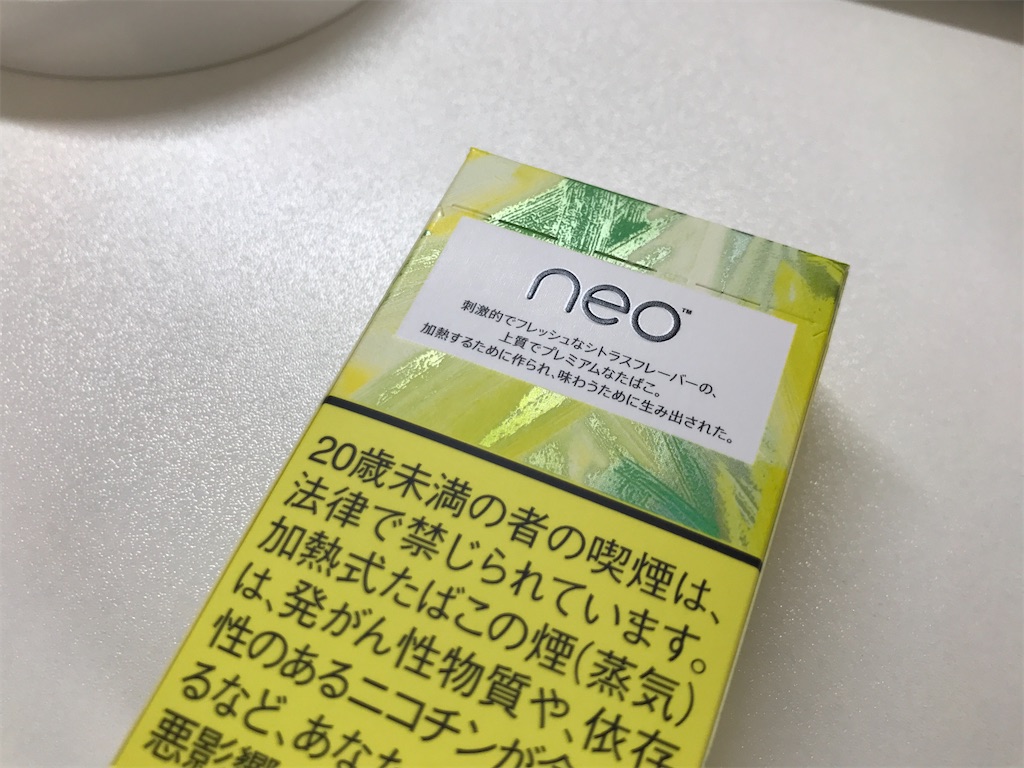 neo™
刺激的でフレッシュなシトラスフレーバーの、
上質でプレミアムなたばこ。
加熱するために作られ、味わうために生み出された。
20歳未満の者の喫煙は、
法律で禁じられています。
加熱式たばこの煙(蒸気)
は、発がん性物質や、依存
性のあるニコチンが含
るなど、あなた
悪影響